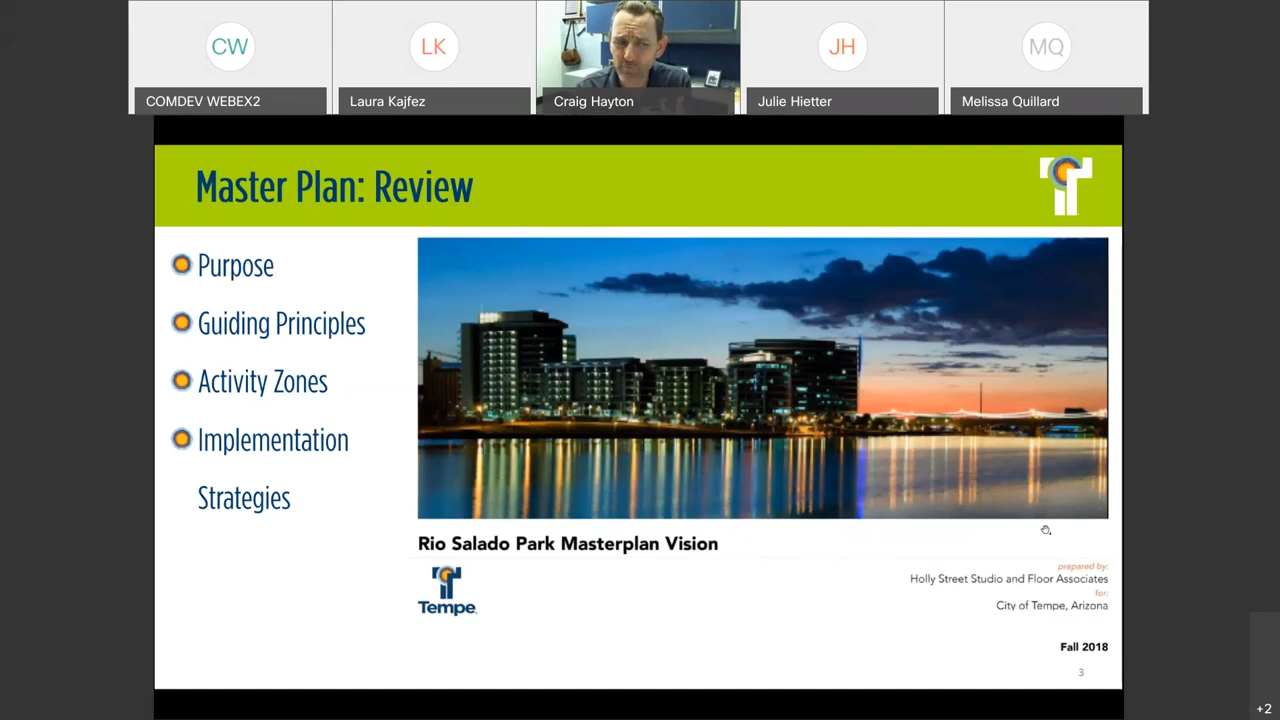 CW
LK
JH
MQ
COMDEV WEBEX2
Laura Kajfez
Craig Hayton
Julie Hietter
Melissa Quillard
Master Plan: Review
Purpose
Guiding Principles
Activity Zones
Implementation
Strategies
Rio Salado Park Masterplan Vision
Tempe
prepared by:
Holly Street Studio and Floor Associates
for:
City of Tempe, Arizona
Fall 2018
3
+2